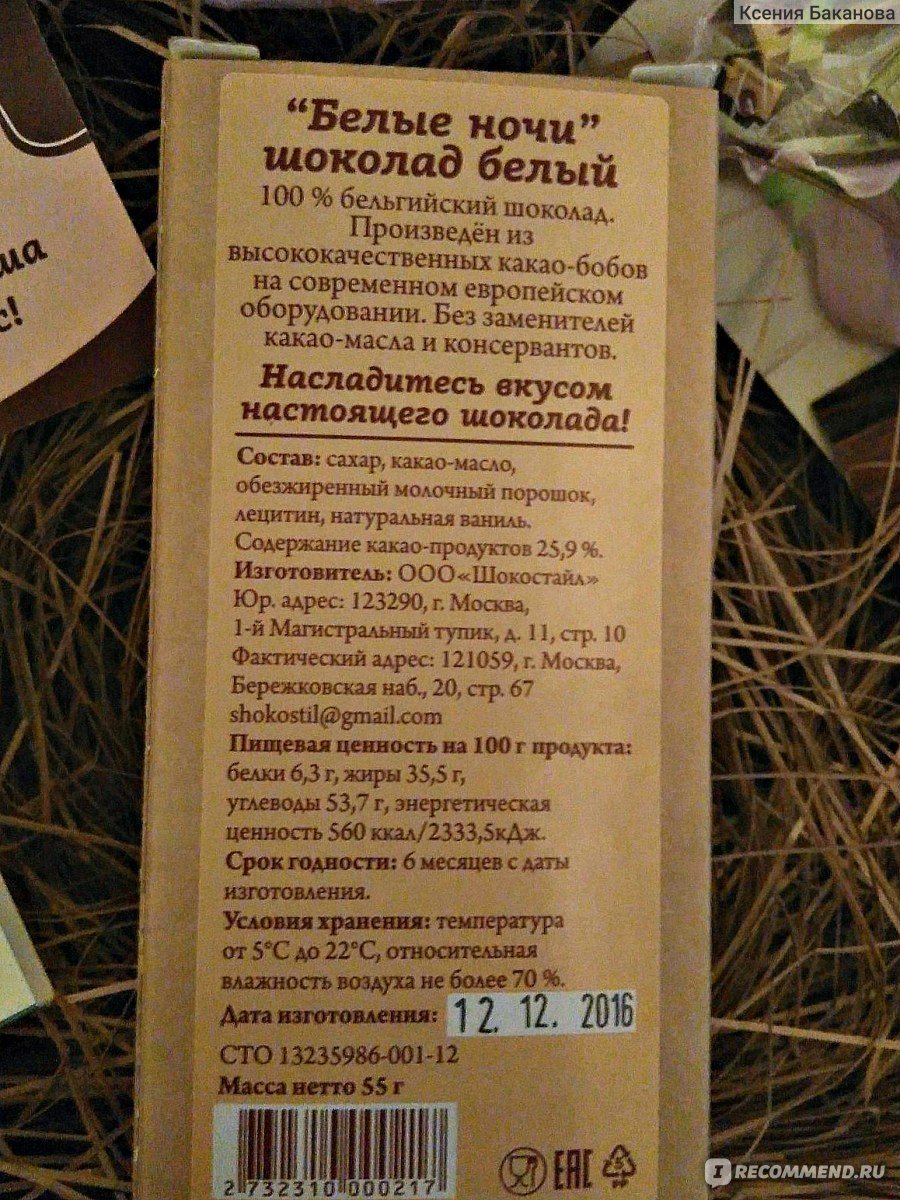 Ксения Баканова
ша
с!
“Белые ночи”
шоколад белый
100 % бельгийский шоколад.
Произведён из
высококачественных какао-бобов
на современном европейском
оборудовании. Без заменителей
какао-масла и консервантов.
Насладитесь вкусом
настоящего шоколада!
Состав: сахар, какао-масло,
обезжиренный молочный порошок,
лецитин, натуральная ваниль.
Содержание какао-продуктов 25,9 %.
Изготовитель: ООО«Шокостайл»
Юр. адрес: 123290, г. Москва,
1-й Магистральный тупик, д. 11, стр. 10
Фактический адрес: 121059, г. Москва,
Бережковская наб., 20, стр. 67
shokostil@gmail.com
Пищевая ценность на 100 г продукта:
белки 6,3 г, жиры 35,5 г,
углеводы 53,7 г, энергетическая
ценность 560 ккал/2333,5кДж.
Срок годности: 6 месяцев с даты
изготовления.
Условия хранения: температура
от 5°С до 22°С, относительная
влажность воздуха не более 70 %.
Дата изготовления: 12. 12. 2016
СТО 13235986-001-12
Масса нетто 55 г
2 732310 000217
EAC
IRECOMMEND.RU